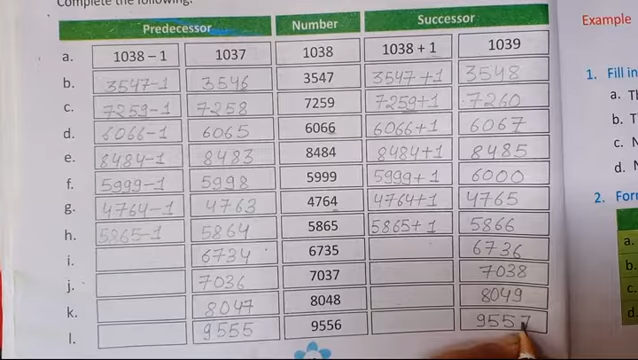 Complete the following.
Predecessor Number Successor
a. 1038 – 1 1037 1038 1038 + 1 1039
b. 3547-1 3546 3547 3547+1 3548
c. 7259-1 7258 7259 7259+1 7260
d. 6066-1 6065 6066 6066+1 6067
e. 8484-1 8483 8484 8484+1 8485
f. 5999-1 5998 5999 5999+1 6000
g. 4764-1 4763 4764 4764+1 4765
h. 5865-1 5864 5865 5865+1 5866
i. 6734 6735 6736
j. 7036 7037 7038
k. 8047 8048 8049
l. 9555 9556 9557
Example
1. Fill in
a.
b.
c.
d.
2.
a.
b.
c.
d.